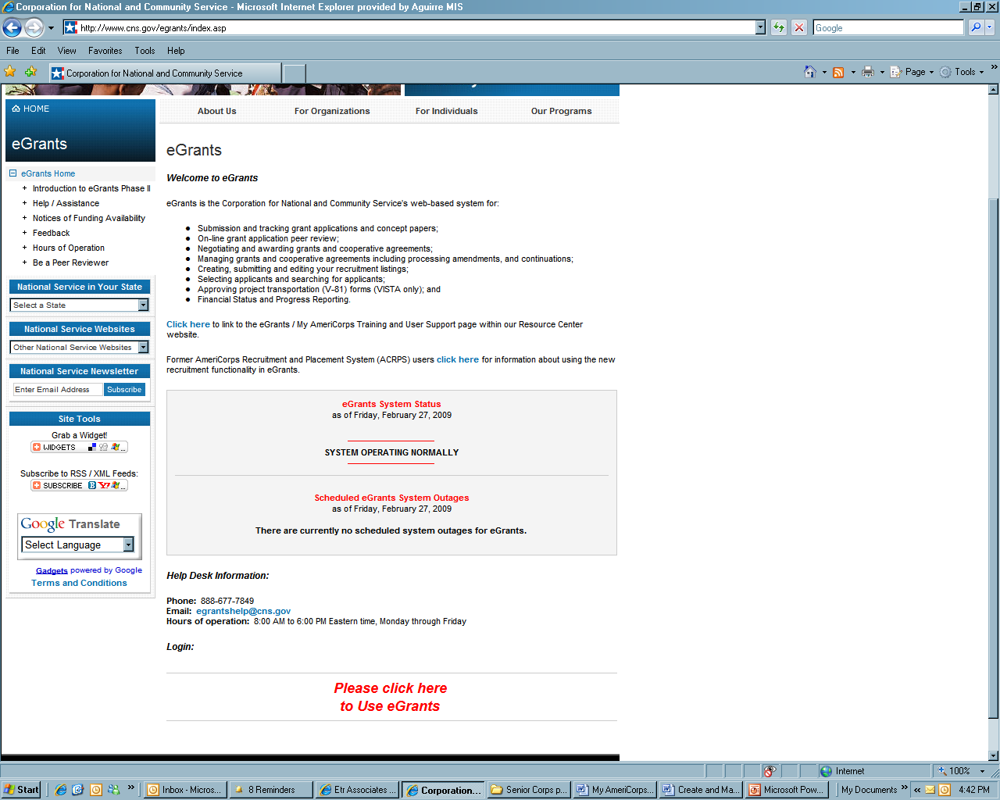 Corporation for National and Community Service - Microsoft Internet Explorer provided by Aguirre MIS
http://www.cns.gov/egrants/index.asp
Google
File Edit View Favorites Tools Help
Corporation for National and Community Service
Page Tools »
HOME
eGrants
About Us For Organizations For Individuals Our Programs
eGrants Home
Introduction to eGrants Phase II
Help / Assistance
Notices of Funding Availability
Feedback
Hours of Operation
Be a Peer Reviewer
National Service in Your State
Select a State
National Service Websites
Other National Service Websites
National Service Newsletter
Enter Email Address Subscribe
Site Tools
Grab a Widget!
WIDGETS ...
Subscribe to RSS / XML Feeds:
SUBSCRIBE ...
Google Translate
Select Language
Gadgets powered by Google
Terms and Conditions
eGrants
Welcome to eGrants
eGrants is the Corporation for National and Community Service's web-based system for:
● Submission and tracking grant applications and concept papers;
● On-line grant application peer review;
● Negotiating and awarding grants and cooperative agreements;
● Managing grants and cooperative agreements including processing amendments, and continuations;
● Creating, submitting and editing your recruitment listings;
● Selecting applicants and searching for applicants;
● Approving project transportation (V-81) forms (VISTA only); and
● Financial Status and Progress Reporting.
Click here to link to the eGrants / My AmeriCorps Training and User Support page within our Resource Center
website.
Former AmeriCorps Recruitment and Placement System (ACRPS) users click here for information about using the new
recruitment functionality in eGrants.
eGrants System Status
as of Friday, February 27, 2009
SYSTEM OPERATING NORMALLY
Scheduled eGrants System Outages
as of Friday, February 27, 2009
There are currently no scheduled system outages for eGrants.
Help Desk Information:
Phone: 888-677-7849
Email: egrantshelp@cns.gov
Hours of operation: 8:00 AM to 6:00 PM Eastern time, Monday through Friday
Login:
Please click here
to Use eGrants
Internet 100%
Start » Inbox - Micros... 8 Reminders Etr Associates ... Corporation... Senior Corps p... My AmeriCorps... Create and Ma... Microsoft Pow... My Documents » « 4:42 PM